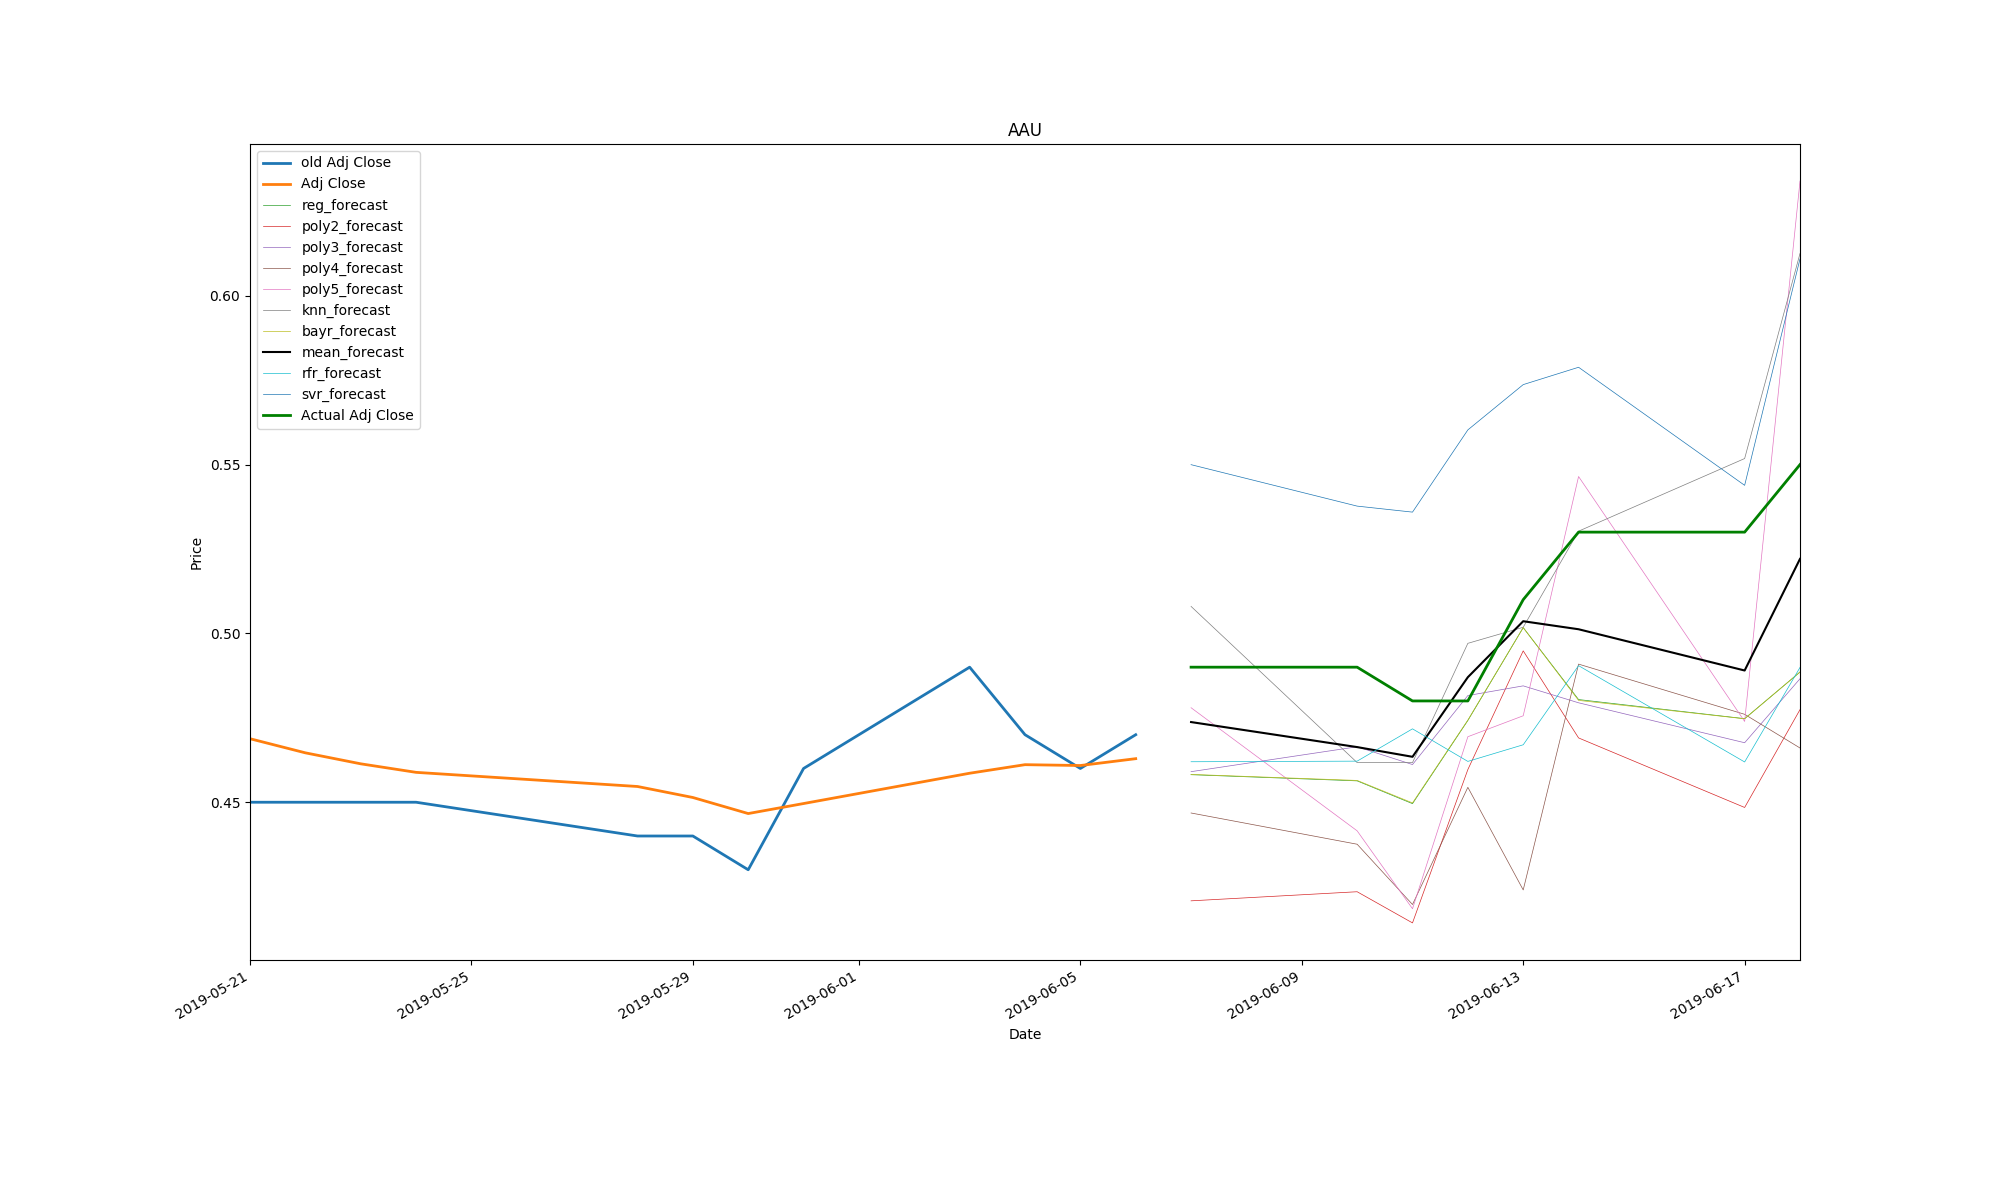 AAU
old Adj Close
Adj Close
reg_forecast
poly2_forecast
poly3_forecast
poly4_forecast
poly5_forecast
knn_forecast
bayr_forecast
mean_forecast
rfr_forecast
svr_forecast
Actual Adj Close
0.60
0.55
0.50
0.45
Price
2019-05-21
2019-05-25
2019-05-29
2019-06-01
2019-06-05
2019-06-09
2019-06-13
2019-06-17
Date